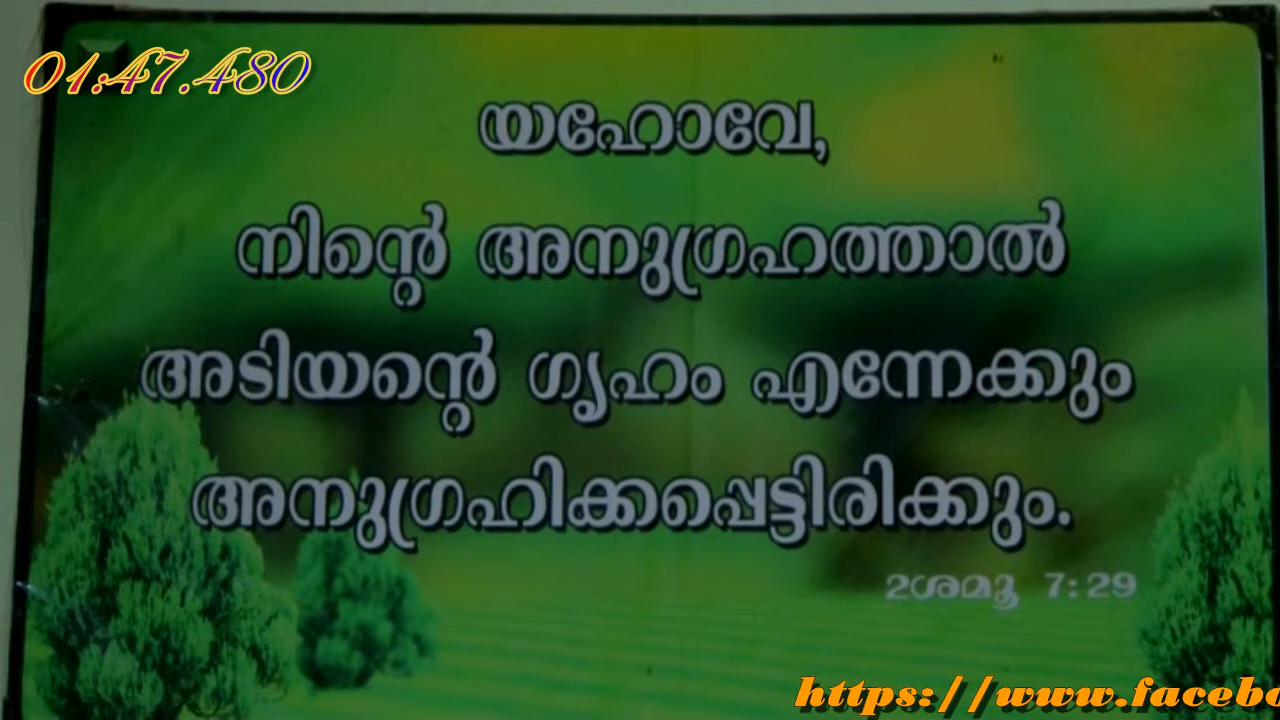 01:47.480
യഹോവേ,
നിന്റെ അനുഗ്രഹത്താൽ
അടിയന്റെ ഗൃഹം എന്നേക്കും
അനുഗ്രഹിക്കപ്പെട്ടിരിക്കും.
2ശമൂ 7:29
https://www.facebo